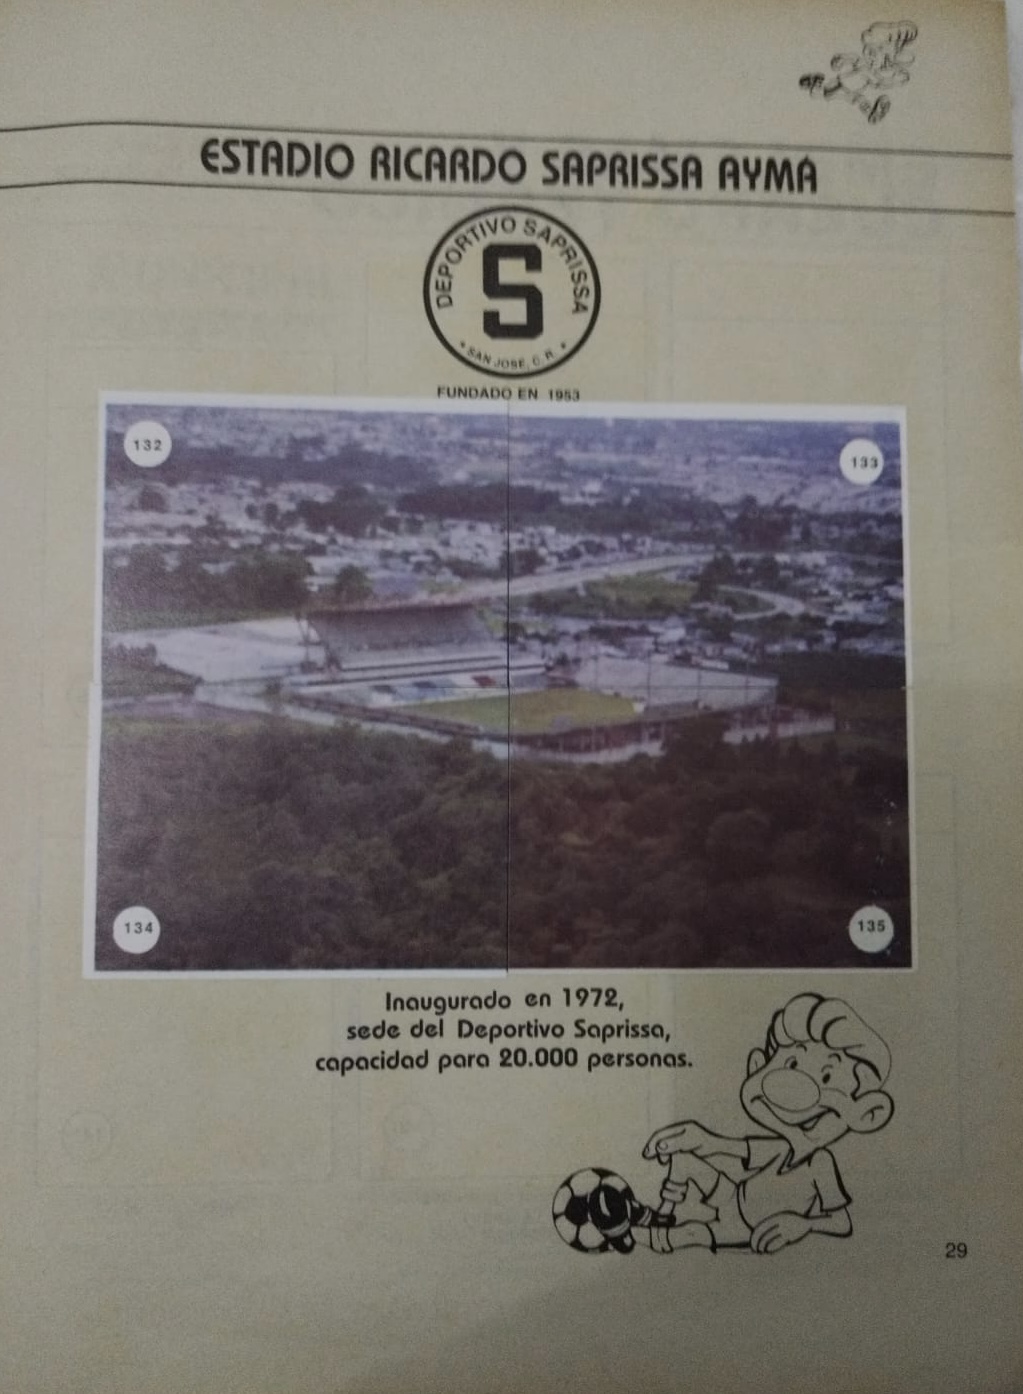 ESTADIO RICARDO SAPRISSA AYMÁ
DEPORTIVO SAPRISSA
S
• SAN JOSE, C.R. •
FUNDADO EN 1953
132
133
134
135
Inaugurado en 1972,
sede del Deportivo Saprissa,
capacidad para 20.000 personas.
29